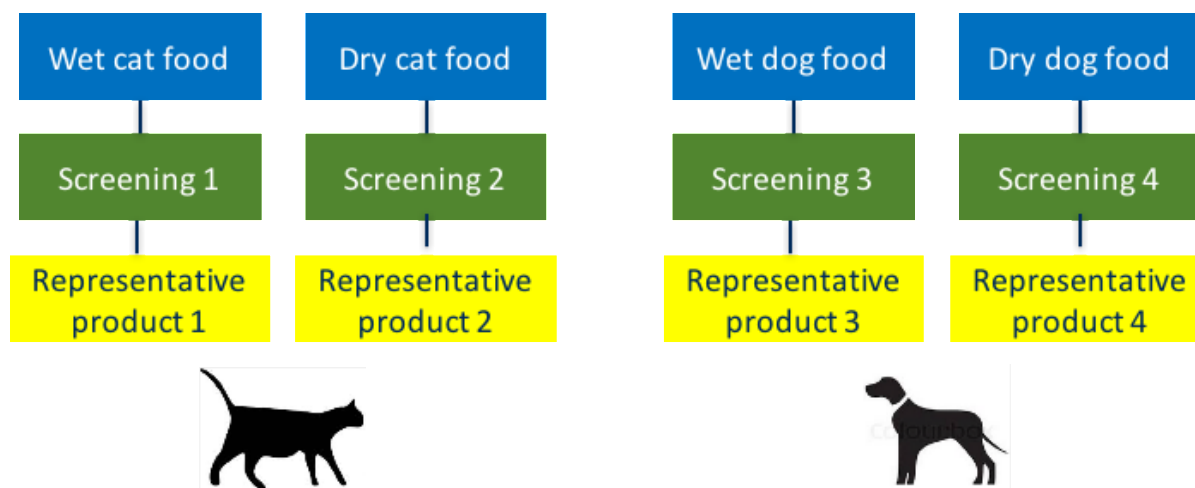 Wet cat food
Dry cat food
Wet dog food
Dry dog food
Screening 1
Screening 2
Screening 3
Screening 4
Representative
product 1
Representative
product 2
Representative
product 3
Representative
product 4